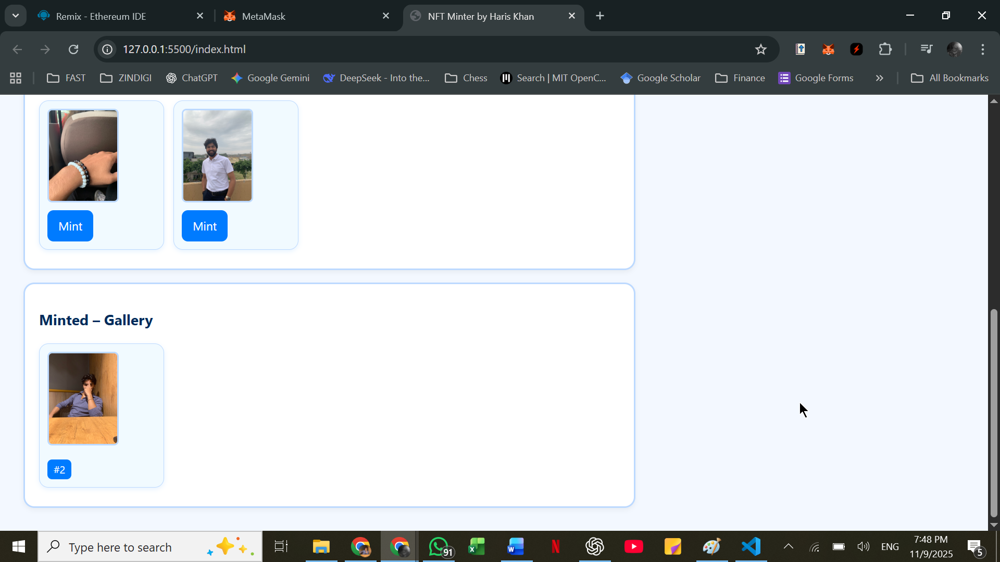 Remix - Ethereum IDE
MetaMask
NFT Minter by Haris Khan
127.0.0.1:5500/index.html
FAST
ZINDIGI
ChatGPT
Google Gemini
DeepSeek - Into the...
Chess
Search | MIT OpenC...
Google Scholar
Finance
Google Forms
All Bookmarks
Mint
Mint
Minted – Gallery
#2
Type here to search
91
ENG
7:48 PM
11/9/2025
5